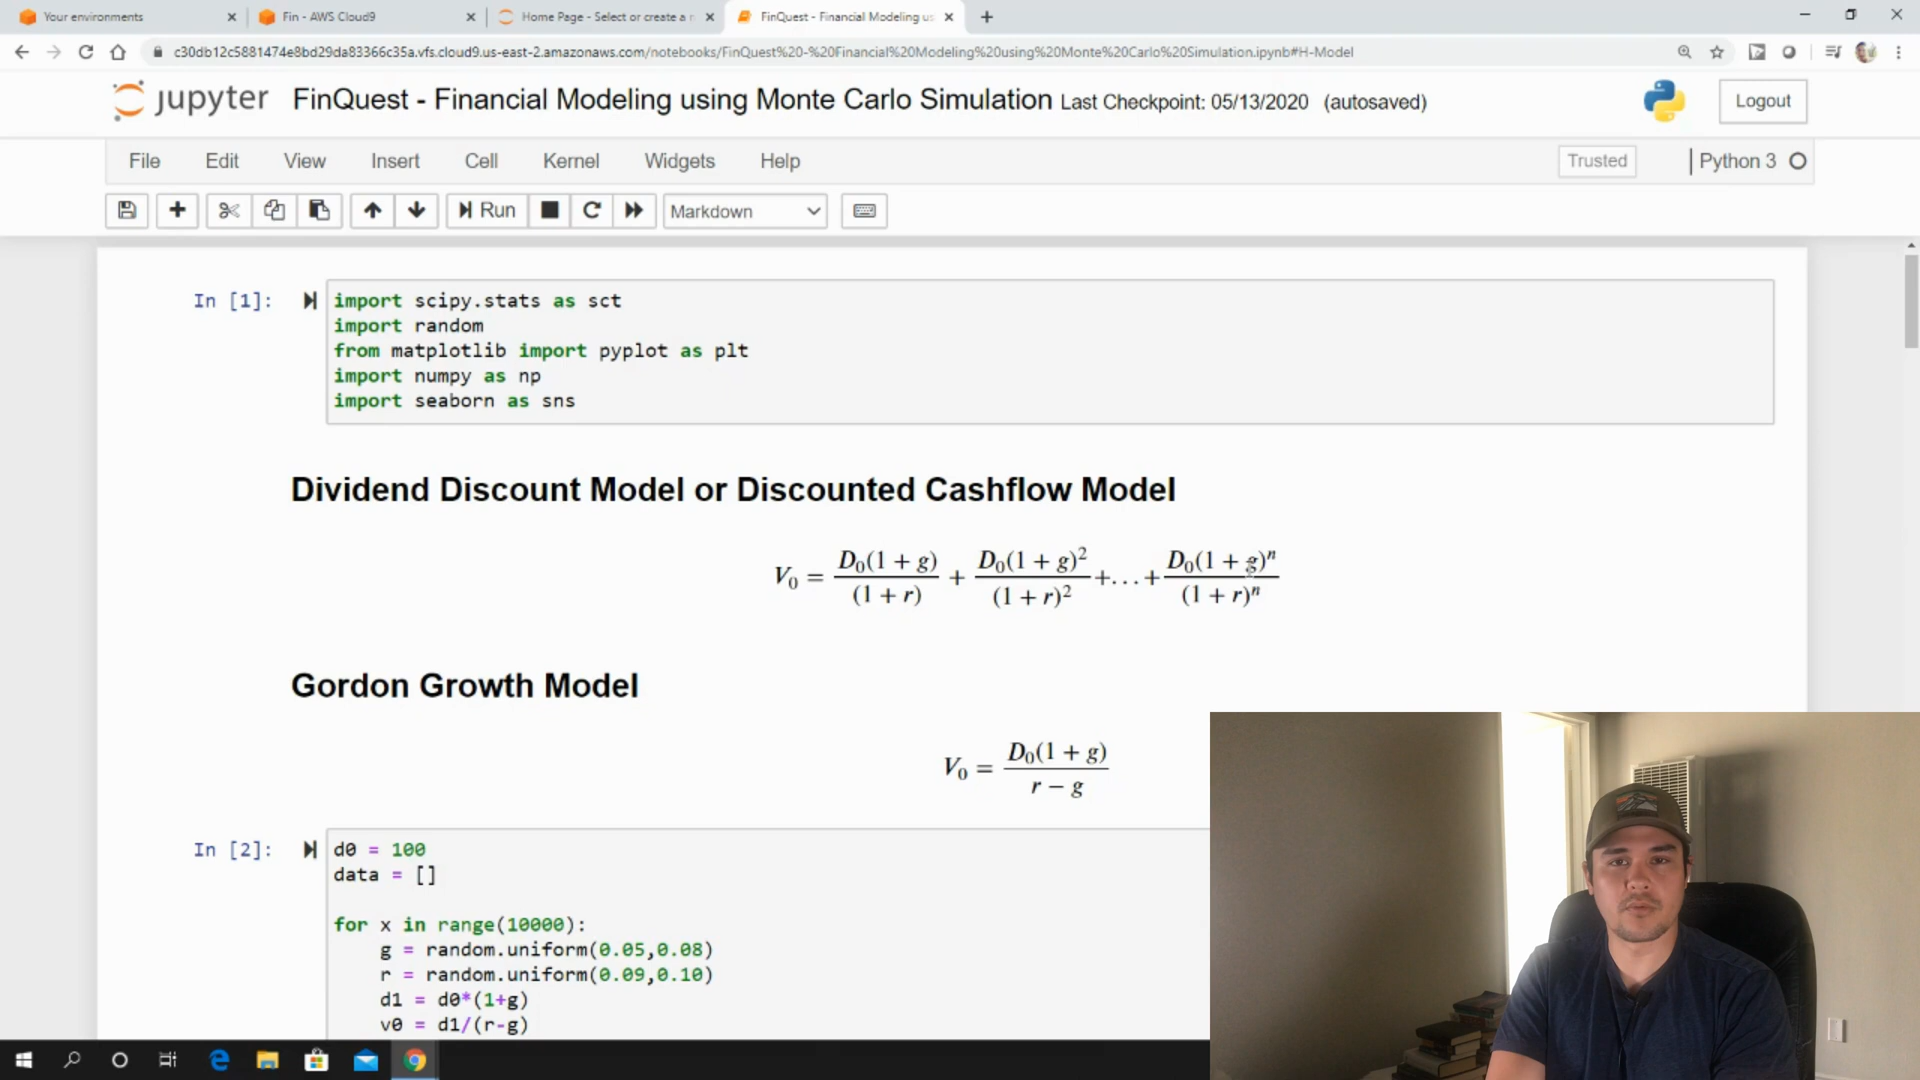 Your environments
Fin - AWS Cloud9
Home Page - Select or create a n
FinQuest - Financial Modeling us
c30db12c5881474e8bd29da83366c35a.vfs.cloud9.us-east-2.amazonaws.com/notebooks/FinQuest%20-%20Financial%20Modeling%20using%20Monte%20Carlo%20Simulation.ipynb#H-Model
jupyter FinQuest - Financial Modeling using Monte Carlo Simulation Last Checkpoint: 05/13/2020 (autosaved)
Logout
File Edit View Insert Cell Kernel Widgets Help
Trusted
Python 3
Run
Markdown
In [1]:
import scipy.stats as sct
import random
from matplotlib import pyplot as plt
import numpy as np
import seaborn as sns
Dividend Discount Model or Discounted Cashflow Model
V₀ = D₀(1 + g)/(1 + r) + D₀(1 + g)²/(1 + r)² +...+ D₀(1 + g)ⁿ/(1 + r)ⁿ
Gordon Growth Model
V₀ = D₀(1 + g)/r − g
In [2]:
d0 = 100
data = []
for x in range(10000):
g = random.uniform(0.05,0.08)
r = random.uniform(0.09,0.10)
d1 = d0*(1+g)
v0 = d1/(r-g)